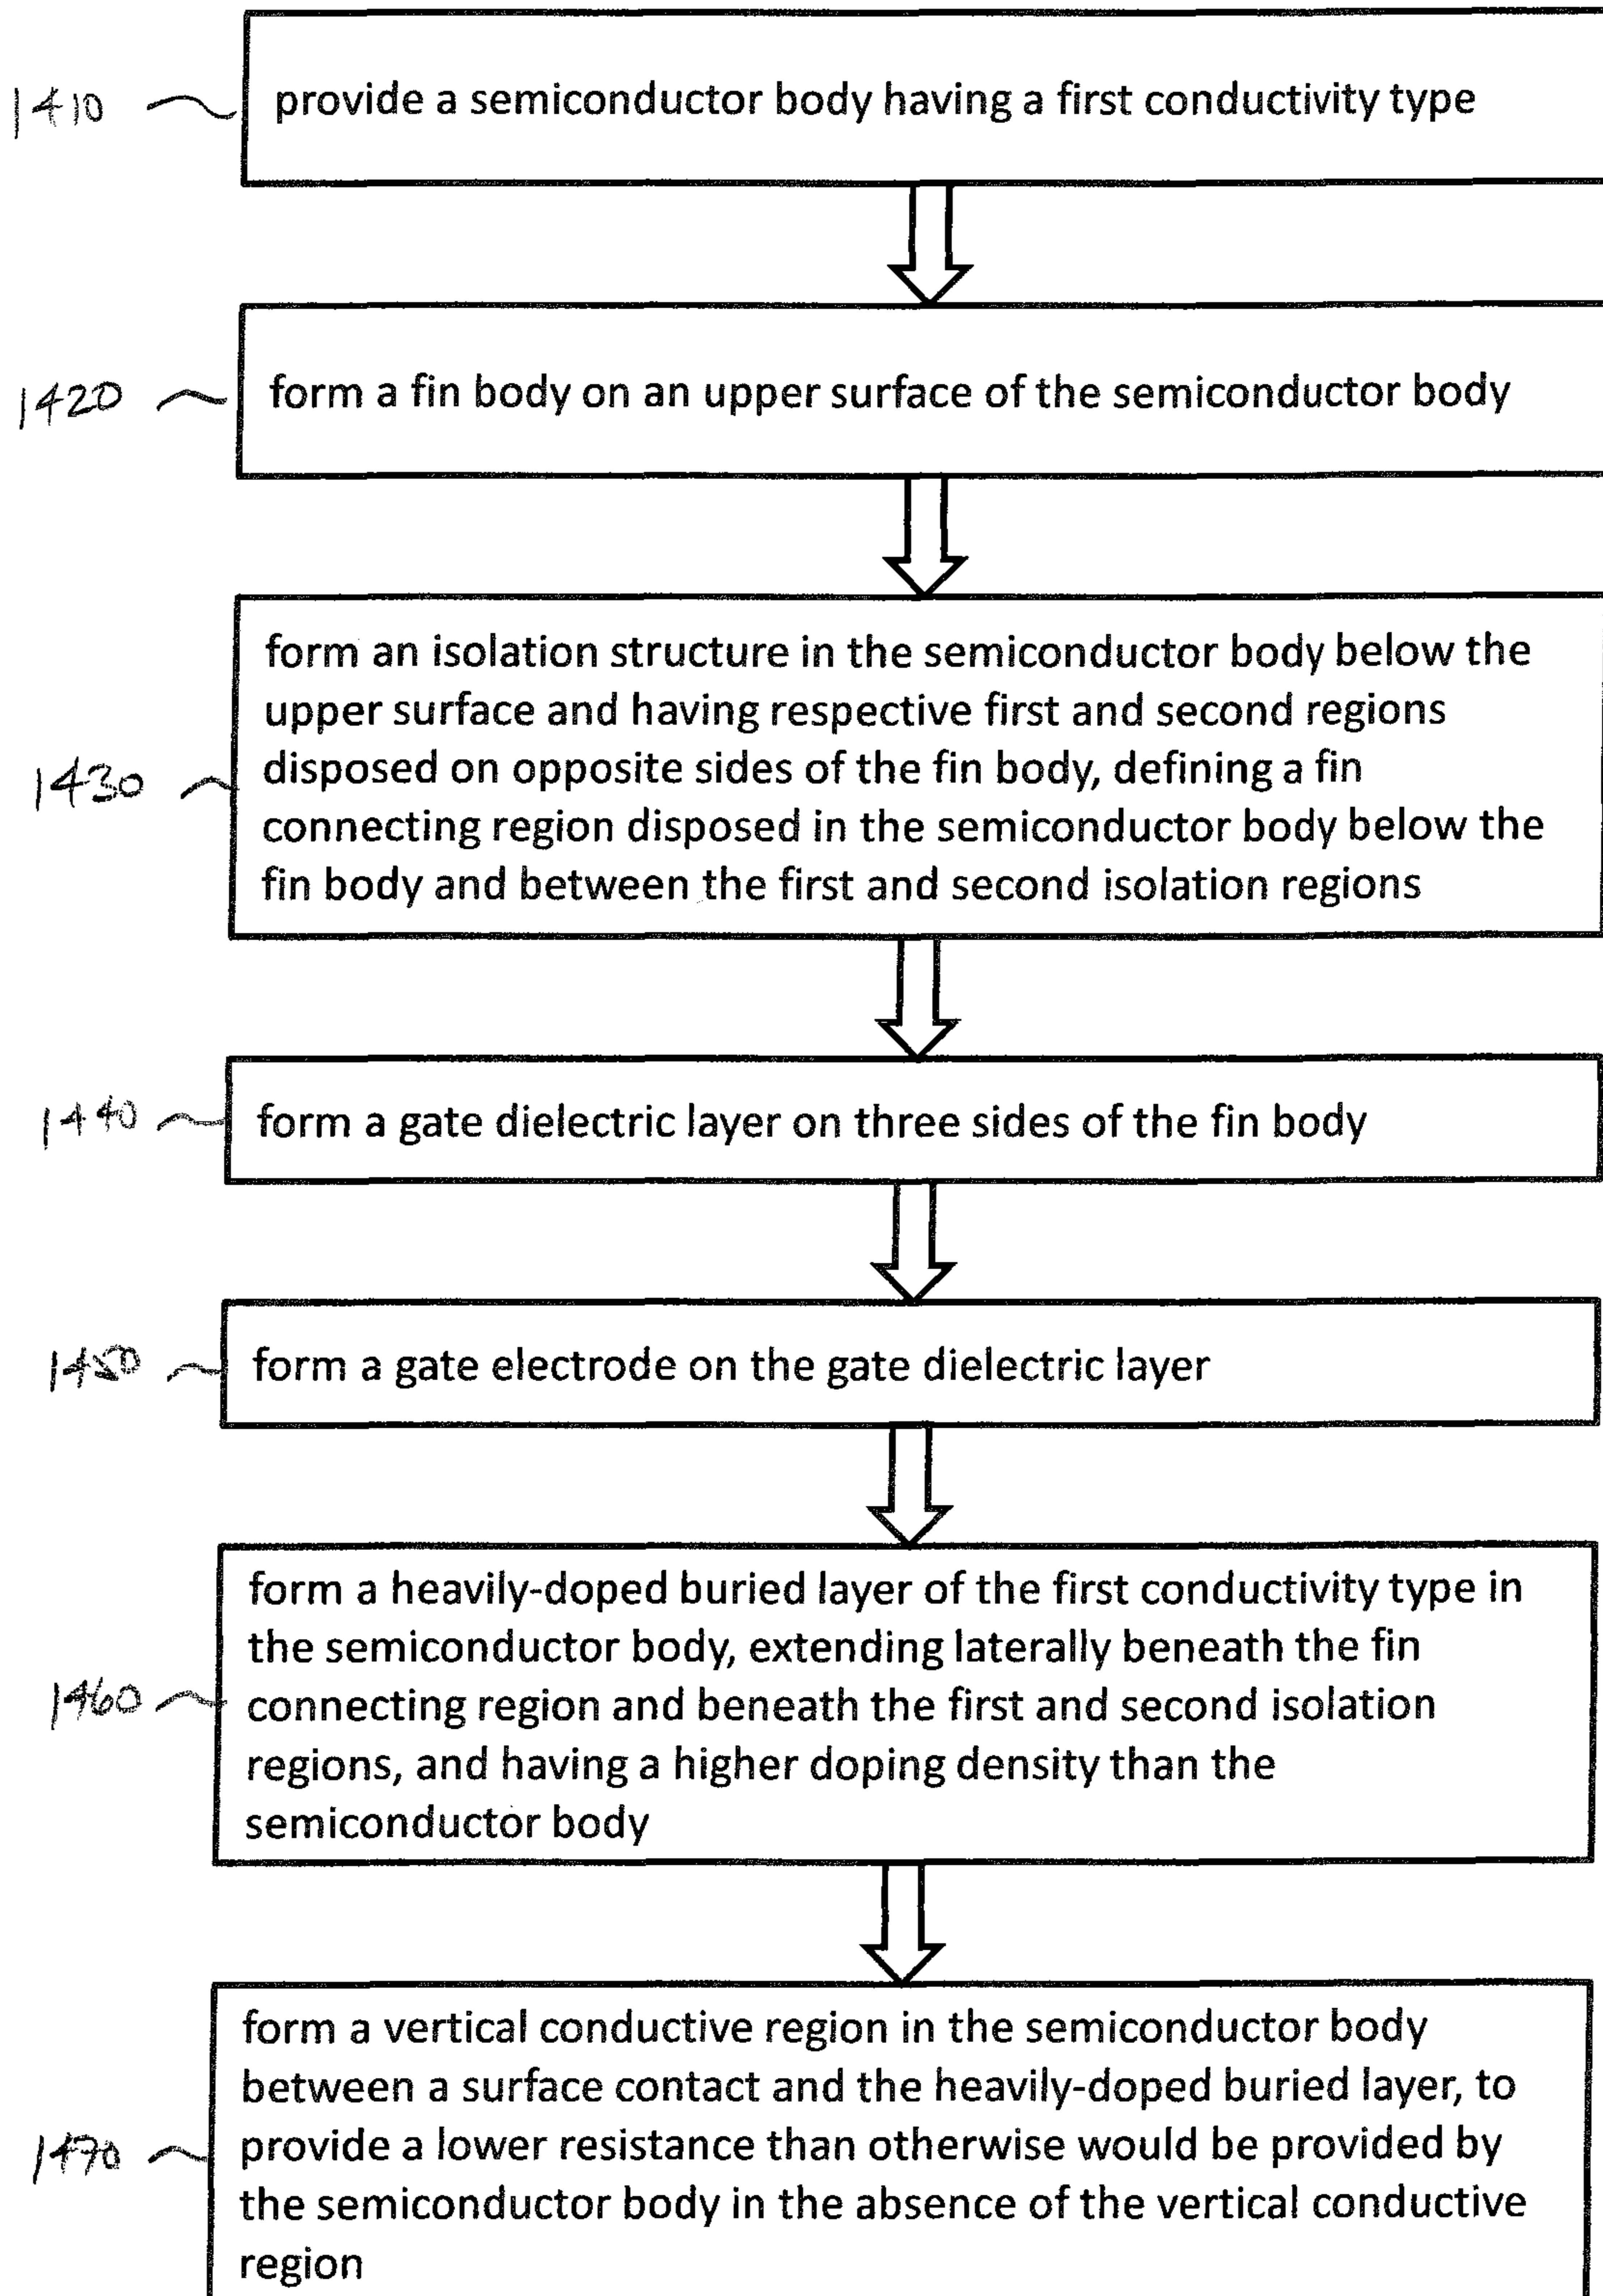 1410
provide a semiconductor body having a first conductivity type
1420
form a fin body on an upper surface of the semiconductor body
form an isolation structure in the semiconductor body below the
upper surface and having respective first and second regions
1430
disposed on opposite sides of the fin body, defining a fin
connecting region disposed in the semiconductor body below the
fin body and between the first and second isolation regions
1440
form a gate dielectric layer on three sides of the fin body
1450
form a gate electrode on the gate dielectric layer
form a heavily-doped buried layer of the first conductivity type in
the semiconductor body, extending laterally beneath the fin
1460
connecting region and beneath the first and second isolation
regions, and having a higher doping density than the
semiconductor body
form a vertical conductive region in the semiconductor body
between a surface contact and the heavily-doped buried layer, to
1470
provide a lower resistance than otherwise would be provided by
the semiconductor body in the absence of the vertical conductive
region